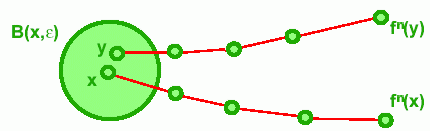 B(x,ε)
y
fⁿ(y)
x
fⁿ(x)